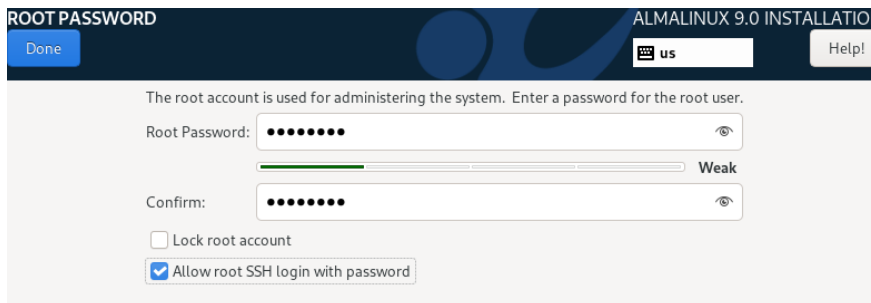 ROOT PASSWORD
ALMALINUX 9.0 INSTALLATIO
Done
us
Help!
The root account is used for administering the system. Enter a password for the root user.
Root Password: ●●●●●●●●
Weak
Confirm: ●●●●●●●●
Lock root account
Allow root SSH login with password